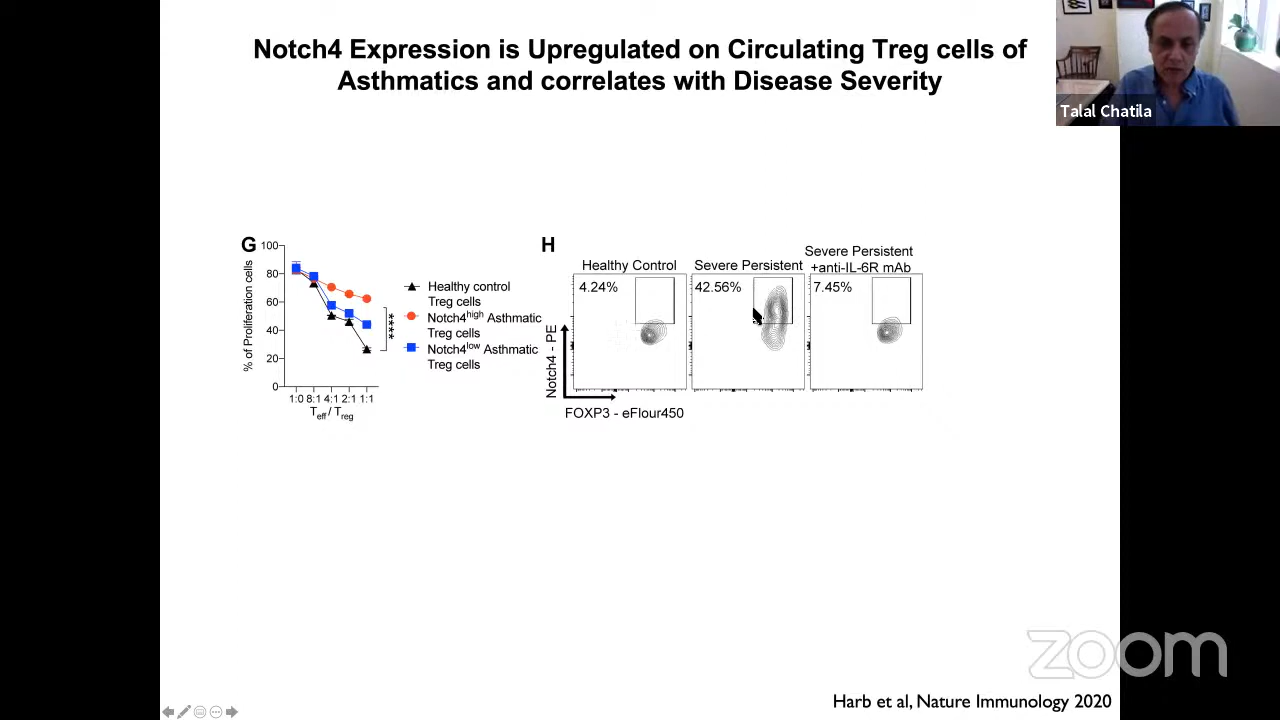 Notch4 Expression is Upregulated on Circulating Treg cells of
Asthmatics and correlates with Disease Severity
Talal Chatila
G
100
80
60
40
20
0
% of Proliferation cells
1:0 8:1 4:1 2:1 1:1
Teff / Treg
Healthy control
Treg cells
Notch4high Asthmatic
Treg cells
Notch4low Asthmatic
Treg cells
****
H
Healthy Control
Severe Persistent
Severe Persistent
+anti-IL-6R mAb
4.24%
42.56%
7.45%
Notch4 - PE
FOXP3 - eFlour450
zoom
Harb et al, Nature Immunology 2020